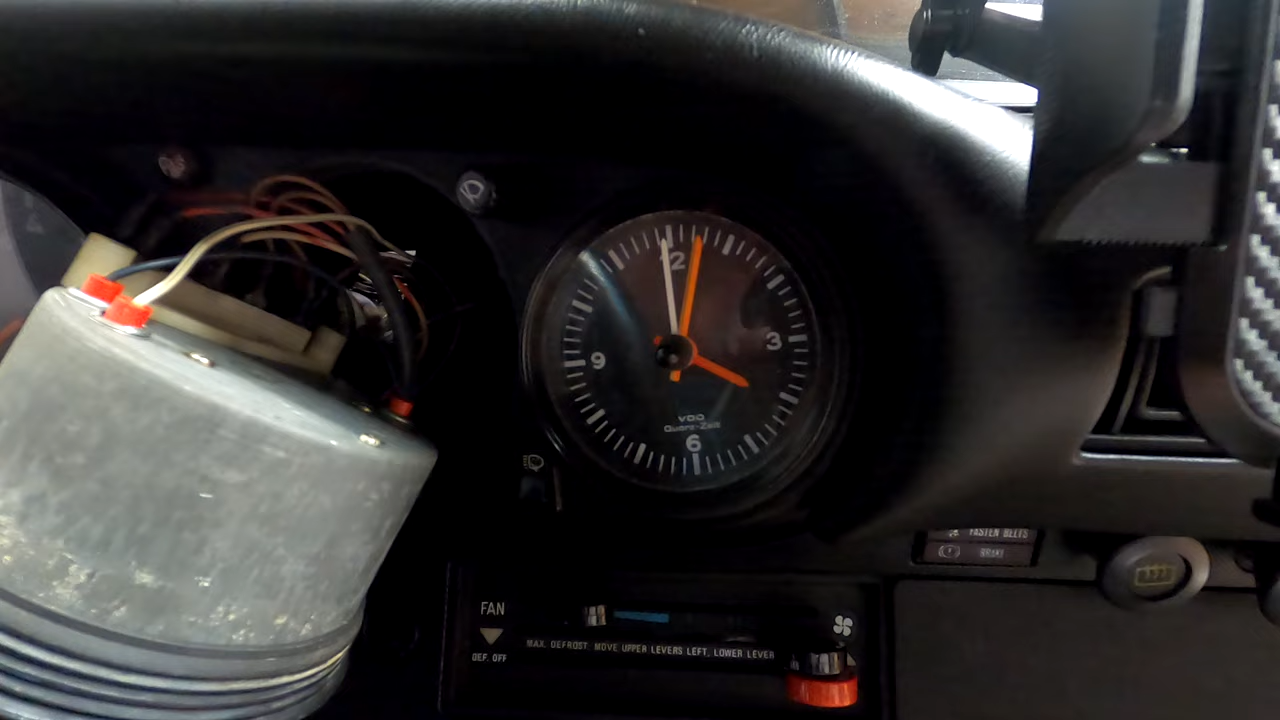 12
9
3
VDO
Quarz-Zeit
6
FASTEN BELTS
BRAKE
FAN
DEF. OFF
MAX. DEFROST: MOVE UPPER LEVERS LEFT, LOWER LEVER